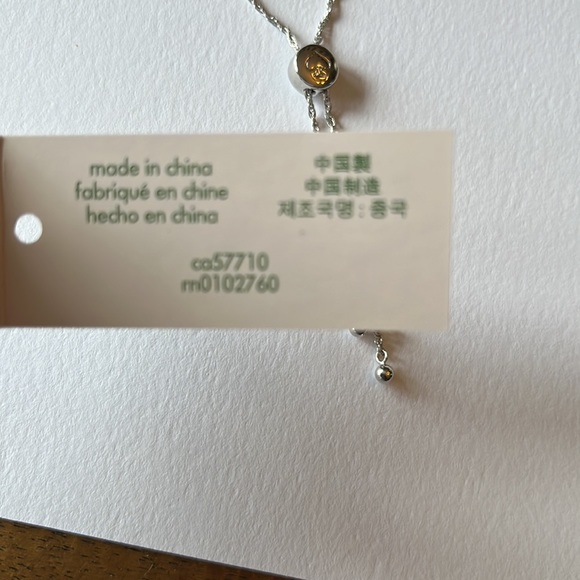 made in china
fabriqué en chine
hecho en china
中国製
中国制造
제조국명 : 중국
ca57710
rn0102760